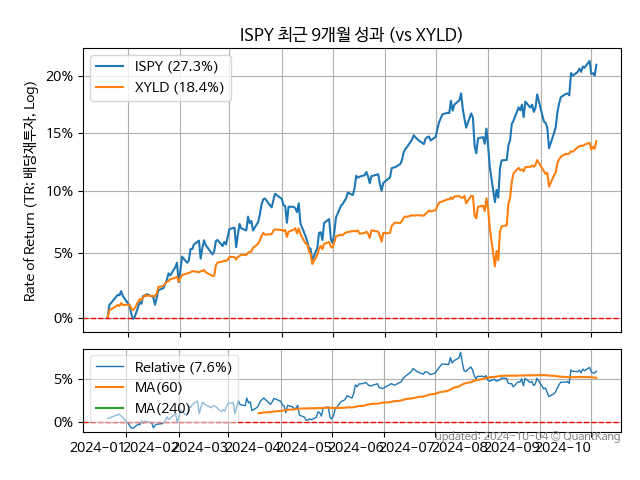 ISPY 최근 9개월 성과 (vs XYLD)
Rate of Return (TR: 배당재투자, Log)
20%
15%
10%
5%
0%
ISPY (27.3%)
XYLD (18.4%)
5%
0%
Relative (7.6%)
MA(60)
MA(240)
2024-01
2024-02
2024-03
2024-04
2024-05
2024-06
2024-07
2024-08
2024-09
2024-10
updated: 2024-10-04 © QuantKang